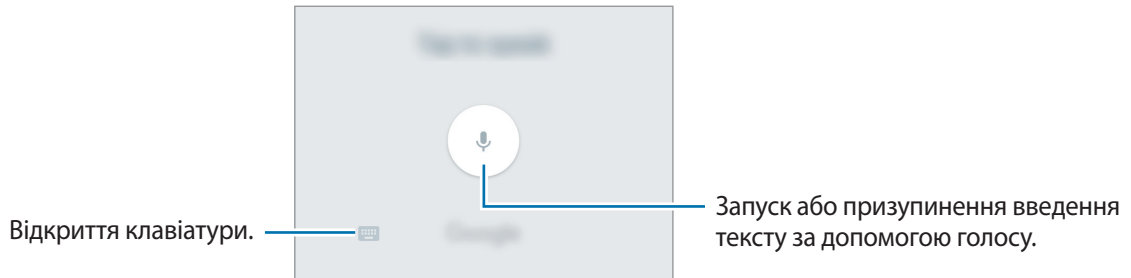 Відкриття клавіатури.
Запуск або призупинення введення
тексту за допомогою голосу.